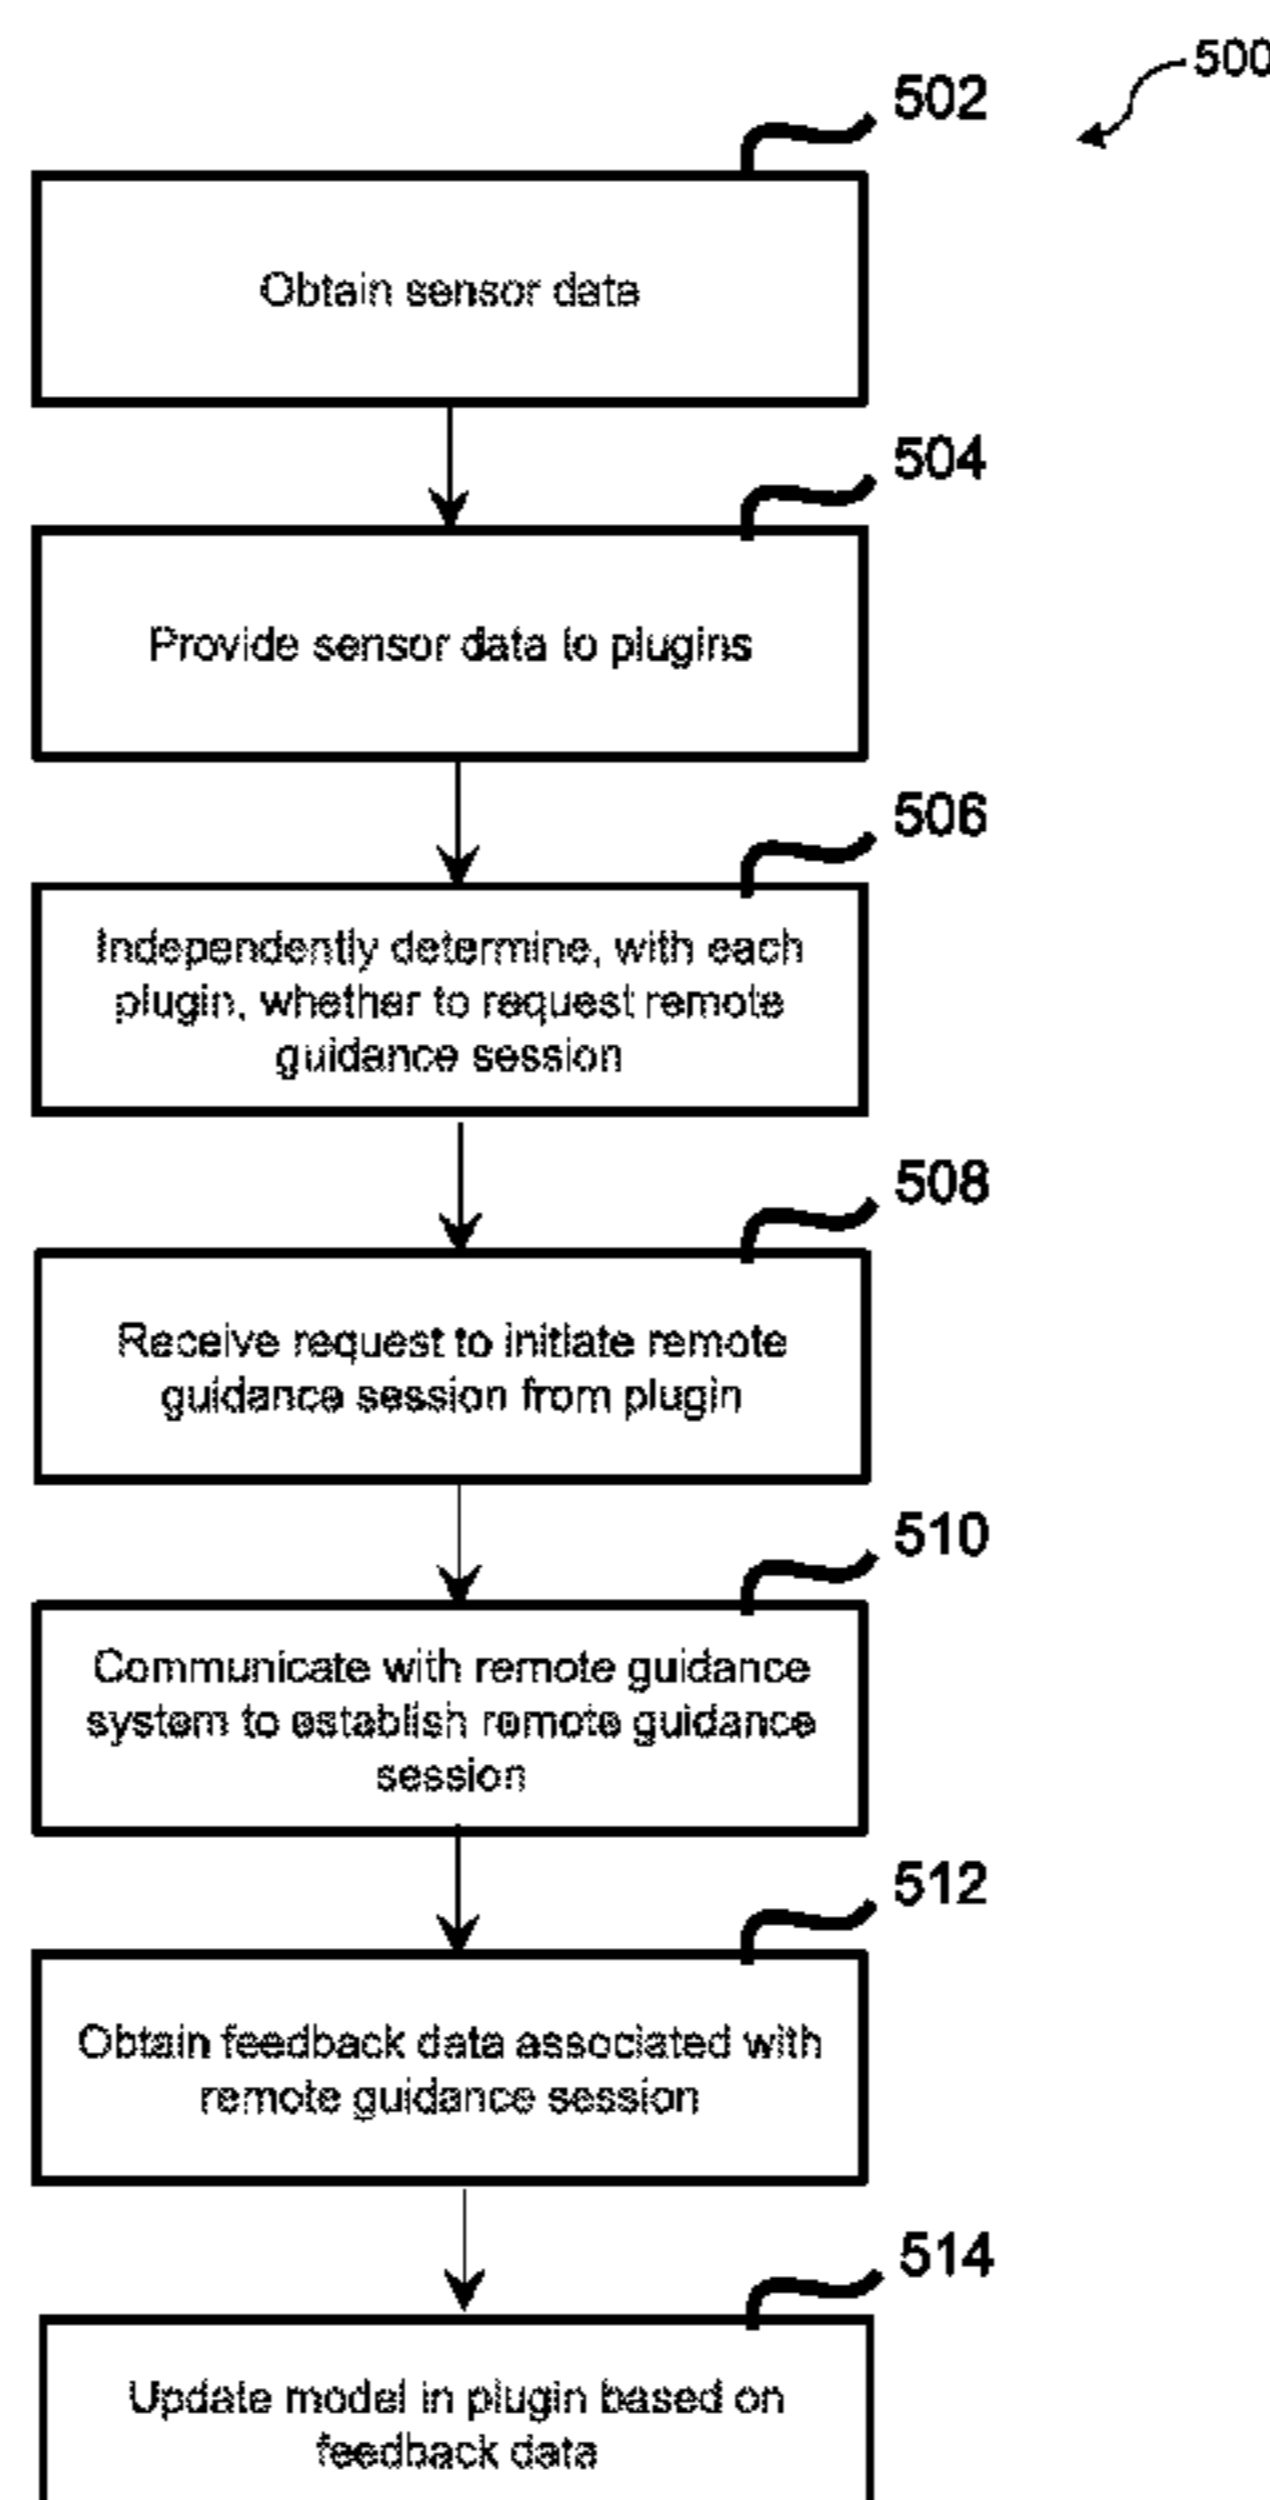 500
502
Obtain sensor data
504
Provide sensor data to plugins
506
Independently determine, with each
plugin, whether to request remote
guidance session
508
Receive request to initiate remote
guidance session from plugin
510
Communicate with remote guidance
system to establish remote guidance
session
512
Obtain feedback data associated with
remote guidance session
514
Update model in plugin based on
feedback data